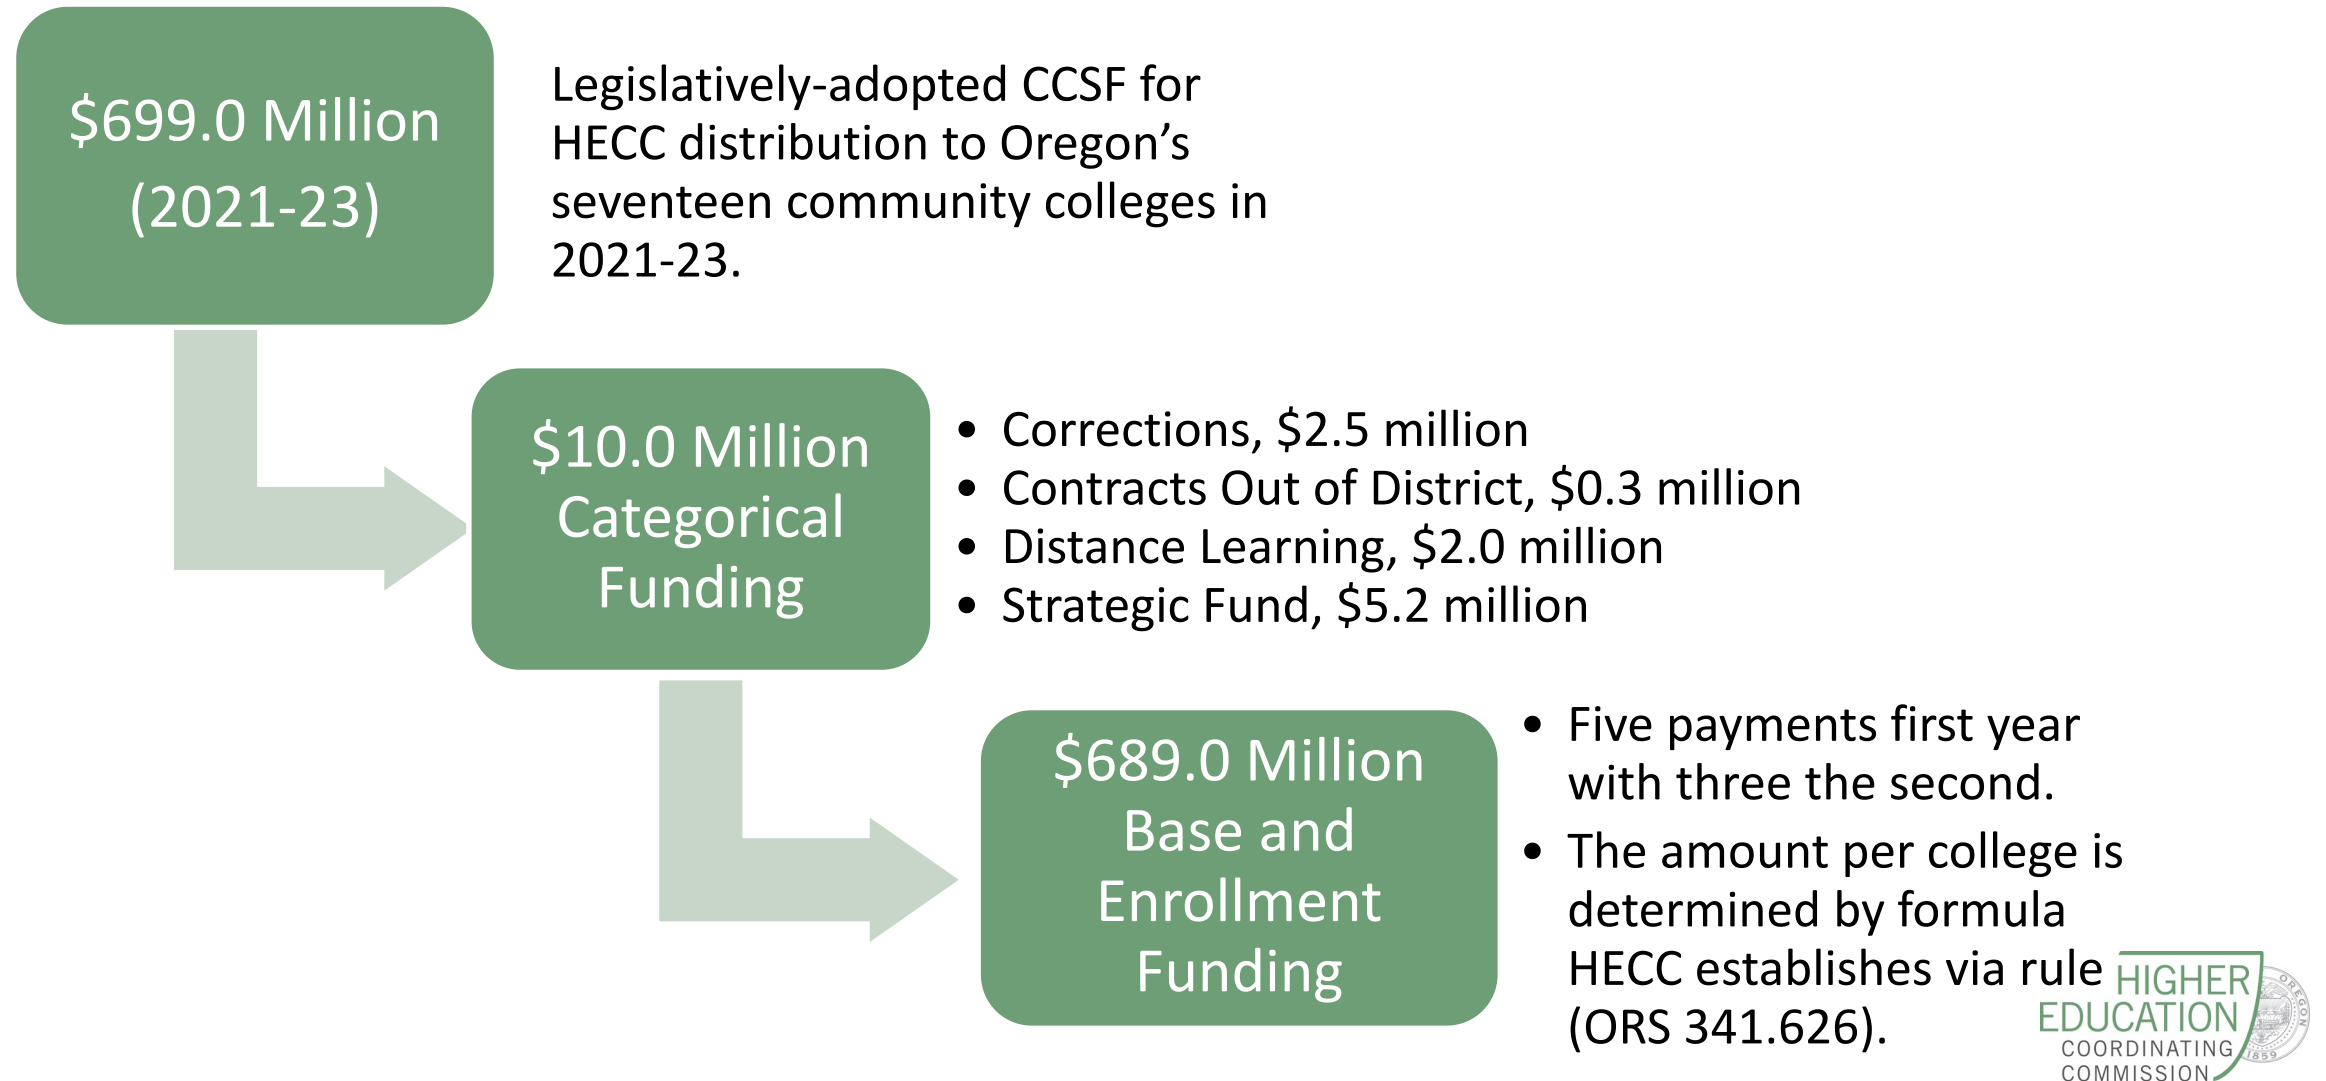 $699.0 Million
(2021-23)
Legislatively-adopted CCSF for
HECC distribution to Oregon’s
seventeen community colleges in
2021-23.
$10.0 Million
Categorical
Funding
• Corrections, $2.5 million
• Contracts Out of District, $0.3 million
• Distance Learning, $2.0 million
• Strategic Fund, $5.2 million
$689.0 Million
Base and
Enrollment
Funding
• Five payments first year
with three the second.
• The amount per college is
determined by formula
HECC establishes via rule
(ORS 341.626).
HIGHER
EDUCATION
COORDINATING
COMMISSION
OREGON
1859